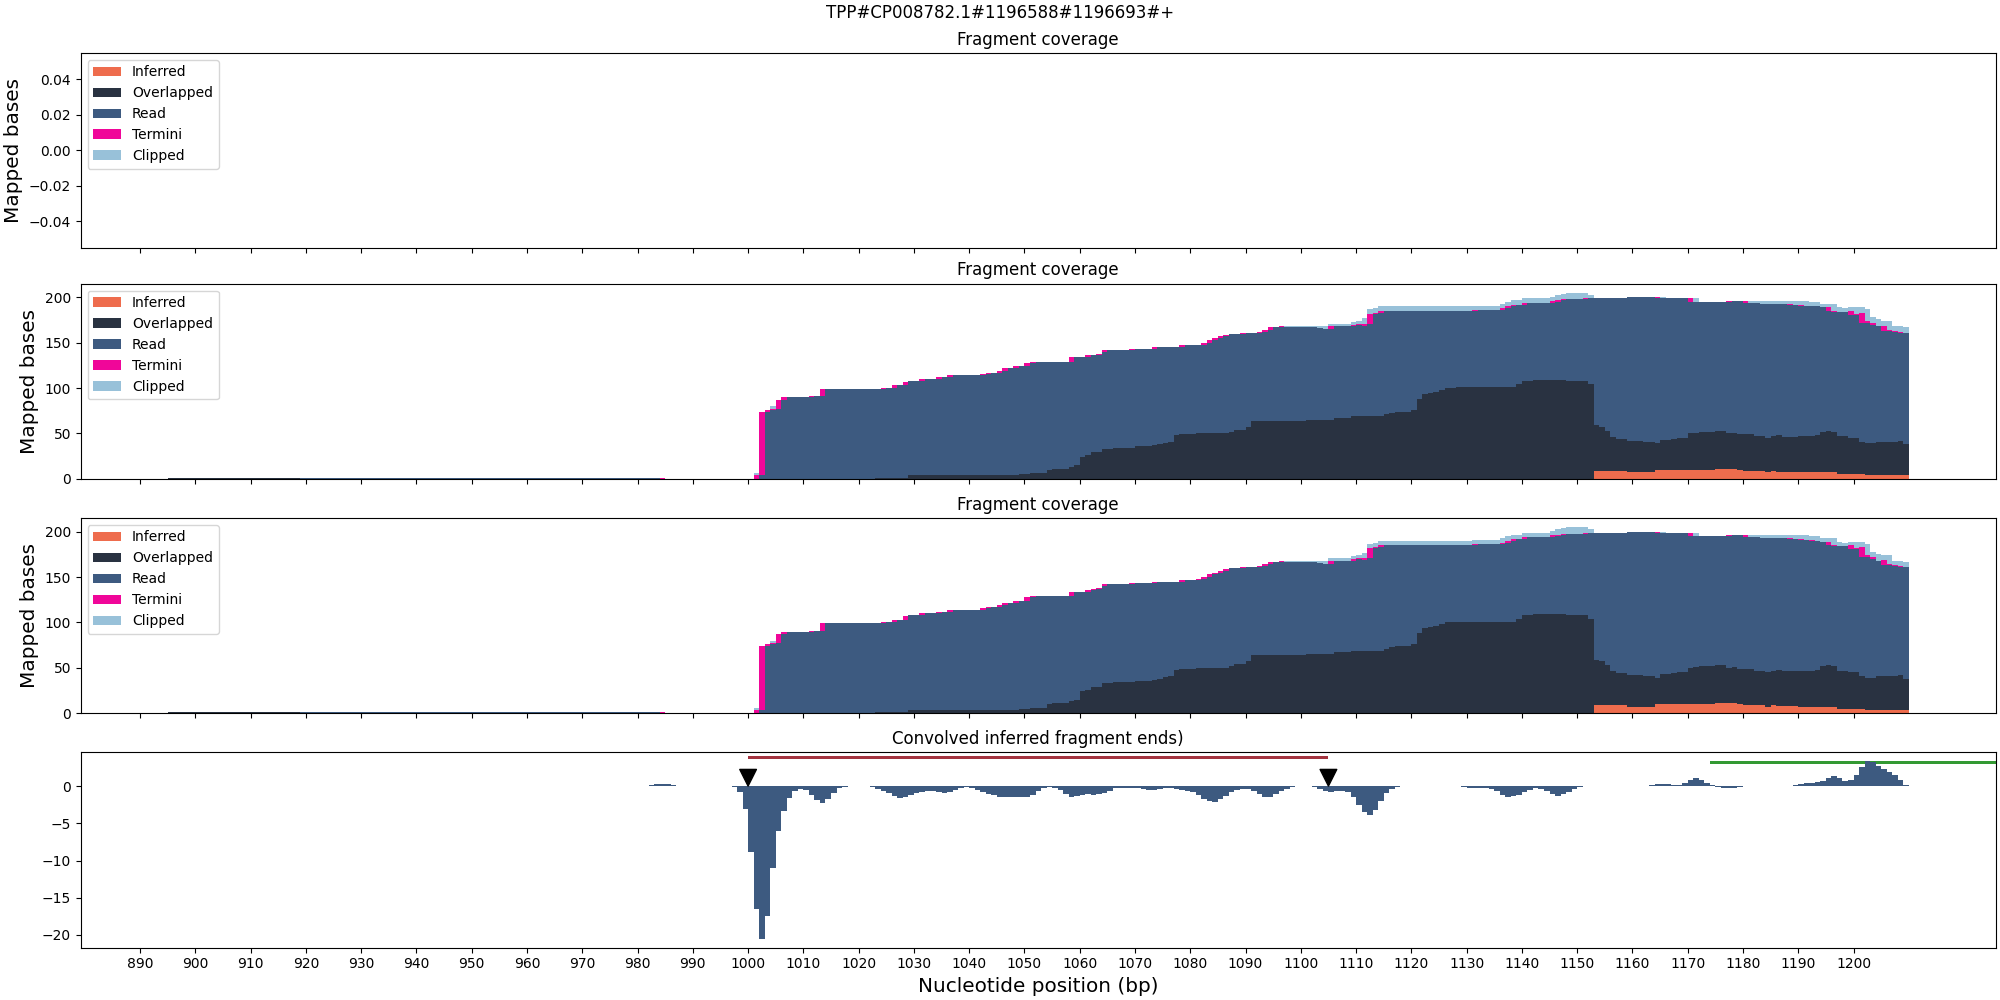 TPP#CP008782.1#1196588#1196693#+
Fragment coverage
Mapped bases
0.04
0.02
0.00
−0.02
−0.04
Inferred
Overlapped
Read
Termini
Clipped
Fragment coverage
Mapped bases
200
150
100
50
0
Inferred
Overlapped
Read
Termini
Clipped
Fragment coverage
Mapped bases
200
150
100
50
0
Inferred
Overlapped
Read
Termini
Clipped
Convolved inferred fragment ends)
0
−5
−10
−15
−20
890 900 910 920 930 940 950 960 970 980 990 1000 1010 1020 1030 1040 1050 1060 1070 1080 1090 1100 1110 1120 1130 1140 1150 1160 1170 1180 1190 1200
Nucleotide position (bp)